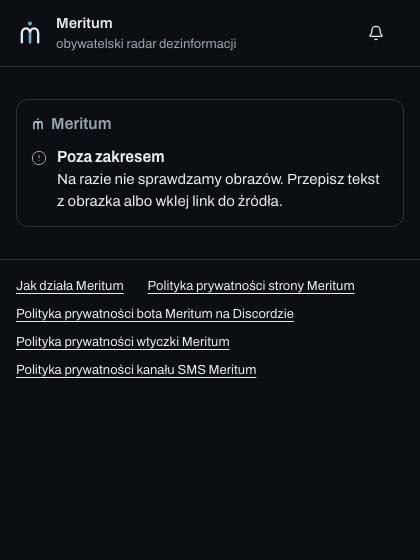 Meritum
obywatelski radar dezinformacji
Meritum
Poza zakresem
Na razie nie sprawdzamy obrazów. Przepisz tekst
z obrazka albo wklej link do źródła.
Jak działa Meritum Polityka prywatności strony Meritum
Polityka prywatności bota Meritum na Discordzie
Polityka prywatności wtyczki Meritum
Polityka prywatności kanału SMS Meritum